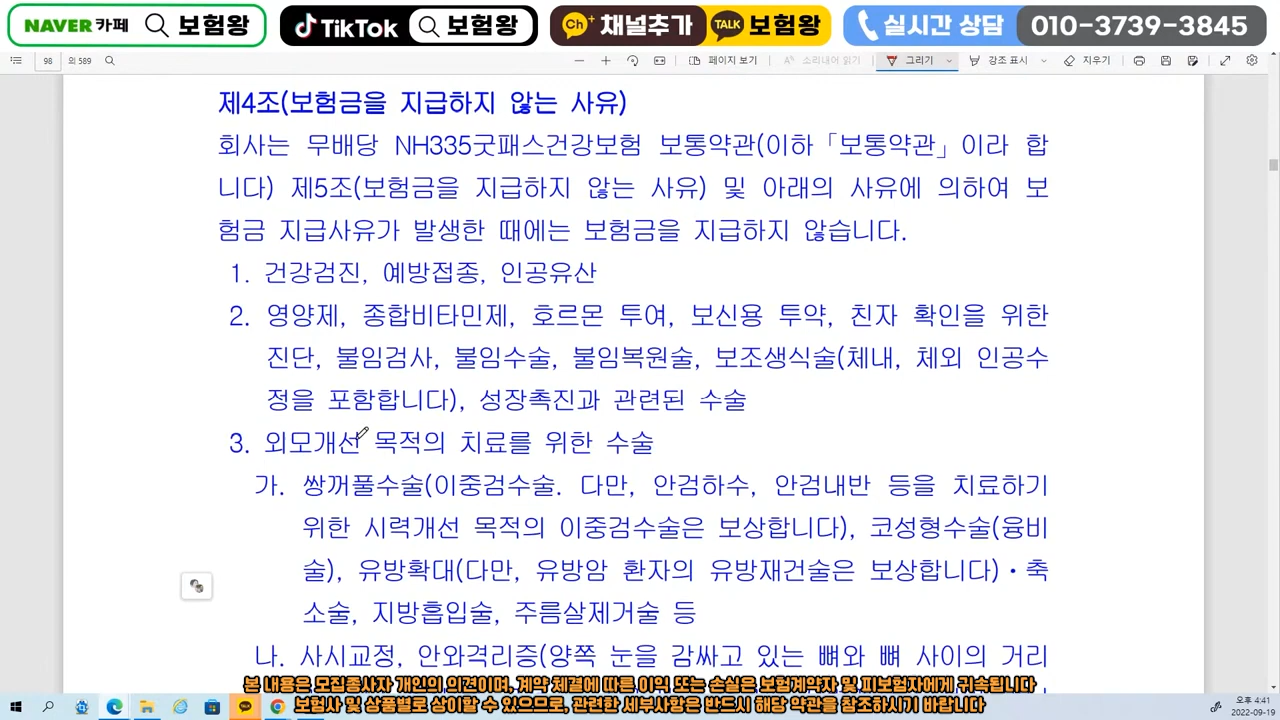 NAVER 카페 보험왕 TikTok 보험왕 Ch+ 채널추가 TALK 보험왕 실시간 상담 010-3739-3845
98 의 589 페이지 보기 소리내어 읽기 그리기 강조 표시 지우기
제4조(보험금을 지급하지 않는 사유)
회사는 무배당 NH335굿패스건강보험 보통약관(이하「보통약관」이라 합
니다) 제5조(보험금을 지급하지 않는 사유) 및 아래의 사유에 의하여 보
험금 지급사유가 발생한 때에는 보험금을 지급하지 않습니다.
1. 건강검진, 예방접종, 인공유산
2. 영양제, 종합비타민제, 호르몬 투여, 보신용 투약, 친자 확인을 위한
진단, 불임검사, 불임수술, 불임복원술, 보조생식술(체내, 체외 인공수
정을 포함합니다), 성장촉진과 관련된 수술
3. 외모개선 목적의 치료를 위한 수술
가. 쌍꺼풀수술(이중검수술. 다만, 안검하수, 안검내반 등을 치료하기
위한 시력개선 목적의 이중검수술은 보상합니다), 코성형수술(융비
술), 유방확대(다만, 유방암 환자의 유방재건술은 보상합니다)·축
소술, 지방흡입술, 주름살제거술 등
나. 사시교정, 안와격리증(양쪽 눈을 감싸고 있는 뼈와 뼈 사이의 거리
본 내용은 모집종사자 개인의 의견이며, 계약 체결에 따른 이익 또는 손실은 보험계약자 및 피보험자에게 귀속됩니다
보험사 및 상품별로 상이할 수 있으므로, 관련한 세부사항은 반드시 해당 약관을 참조하시기 바랍니다
오후 4:41
2022-09-19